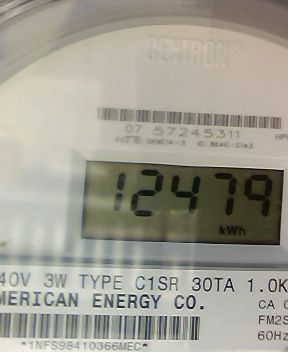 CENTRON®
07 57245311
12479
kWh
40V 3W TYPE C1SR 30TA 1.0K
MERICAN ENERGY CO.
CA
FM2S
60Hz
*1NFS98410366MEC*